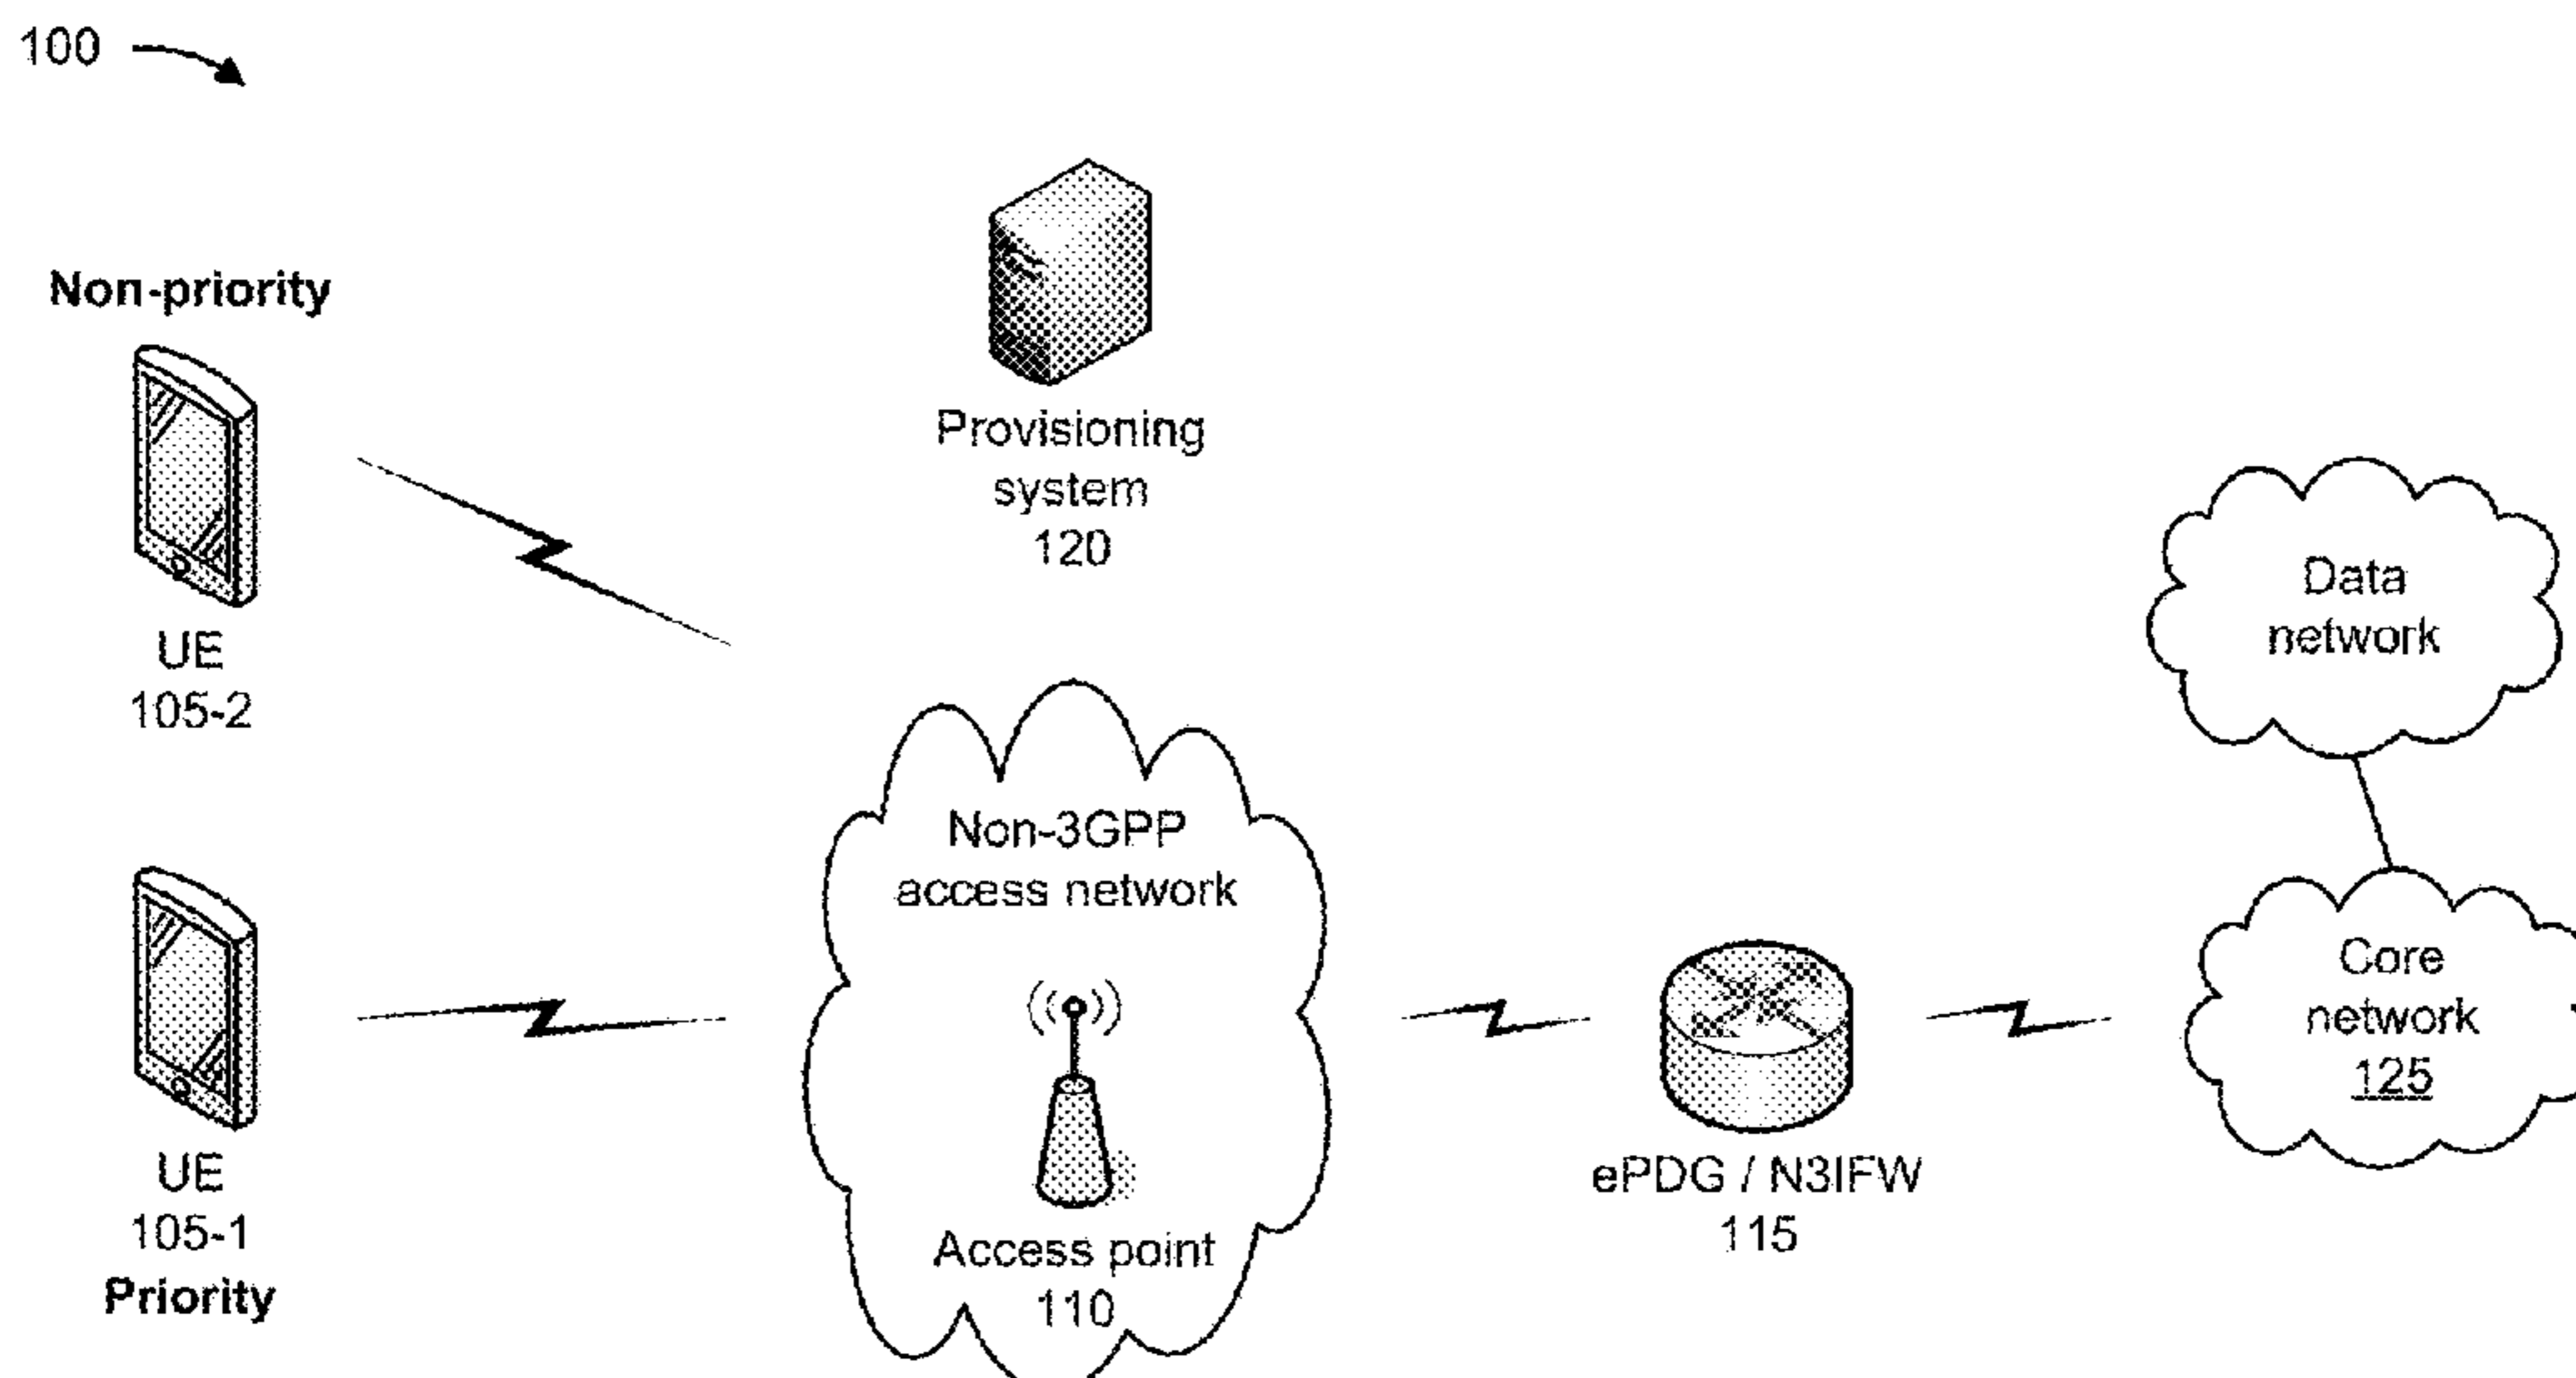 100
Non-priority
UE
105-2
Provisioning
system
120
Data
network
Non-3GPP
access network
Access point
110
UE
105-1
Priority
ePDG / N3IFW
115
Core
network
125